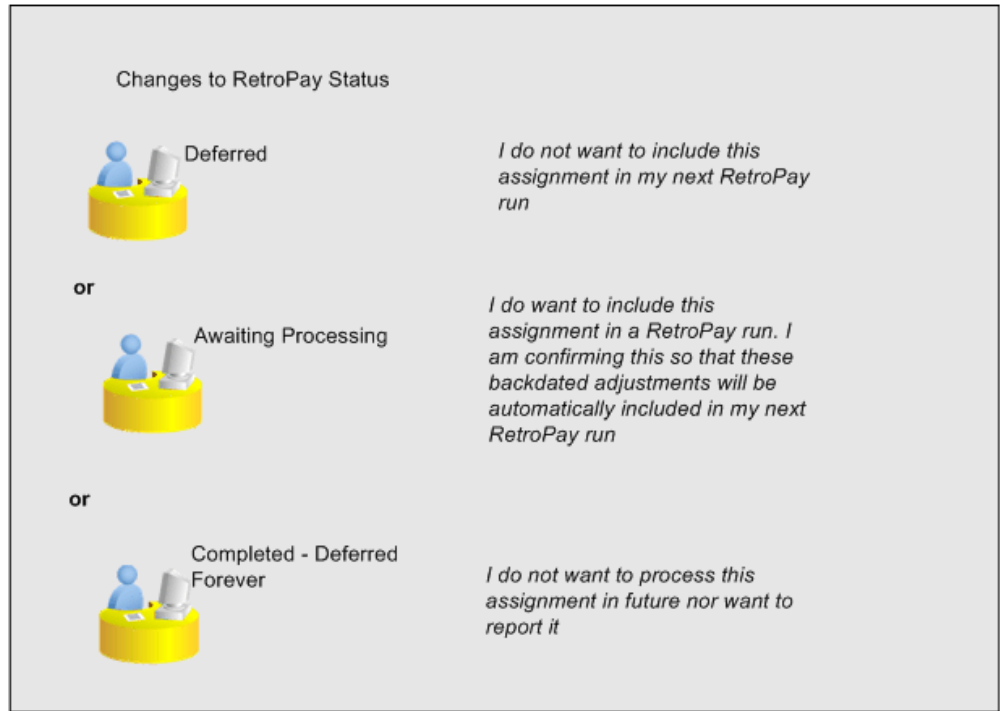 Changes to RetroPay Status
Deferred
I do not want to include this
assignment in my next RetroPay
run
or
Awaiting Processing
I do want to include this
assignment in a RetroPay run. I
am confirming this so that these
backdated adjustments will be
automatically included in my next
RetroPay run
or
Completed - Deferred
Forever
I do not want to process this
assignment in future nor want to
report it